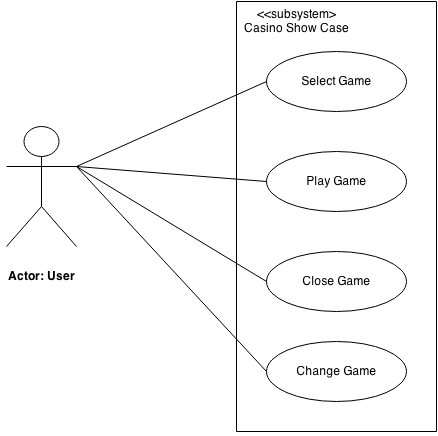 <<subsystem>
Casino Show Case
Select Game
Play Game
Close Game
Change Game
Actor: User